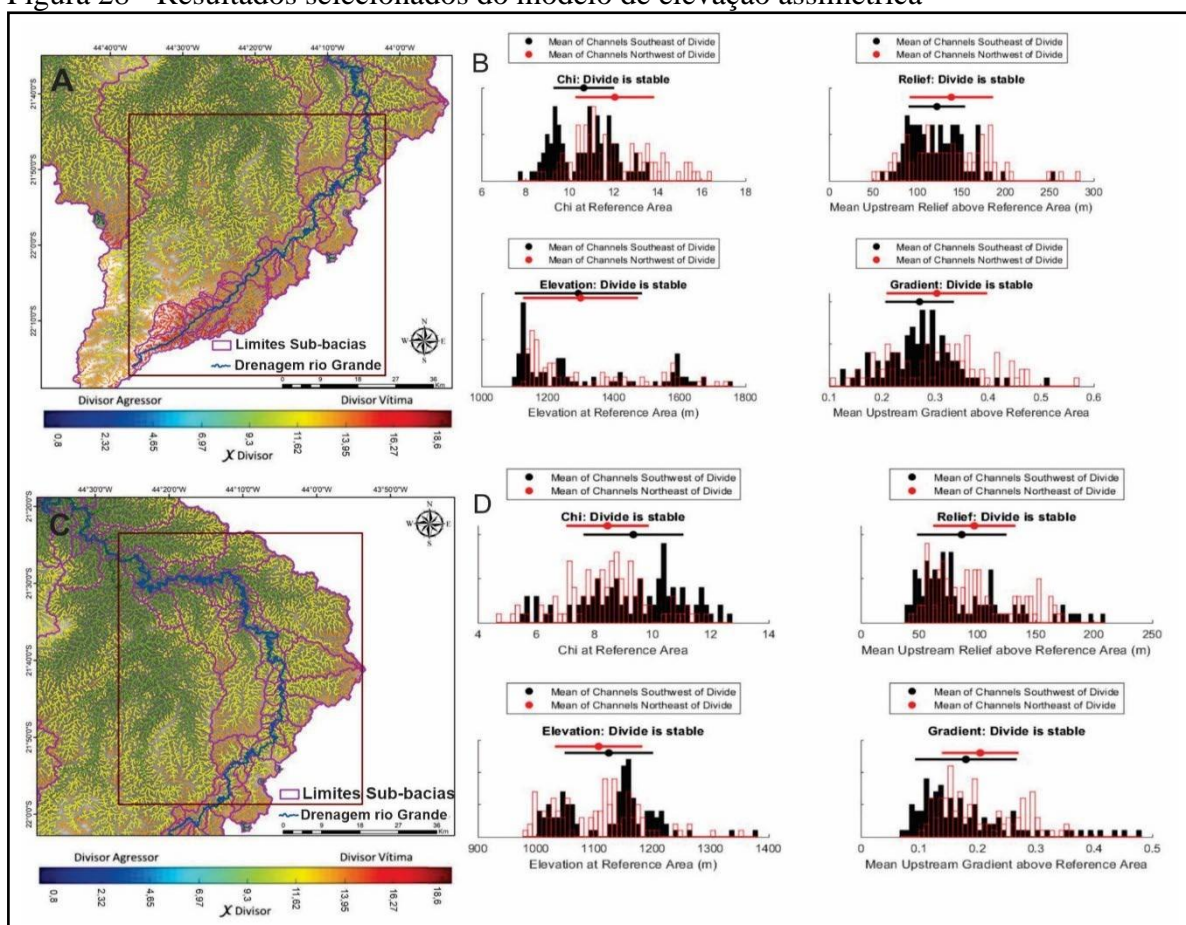 Figura 28 - Resultados selecionados do modelo de elevação assimétrica
A
44°40'0"W 44°30'0"W 44°20'0"W 44°10'0"W 44°0'0"W
21°40'0"S
21°50'0"S
22°0'0"S
22°10'0"S
N
W E
S
Limites Sub-bacias
Drenagem rio Grande
0 9 18 27 36
Km
Divisor Agressor Divisor Vítima
0,8 2,32 4,65 6,97 9,3 11,62 13,95 16,27 18,6
χ Divisor
B
Mean of Channels Southeast of Divide
Mean of Channels Northwest of Divide
Chi: Divide is stable
6 8 10 12 14 16 18
Chi at Reference Area
Mean of Channels Southeast of Divide
Mean of Channels Northwest of Divide
Relief: Divide is stable
0 50 100 150 200 250 300
Mean Upstream Relief above Reference Area (m)
Mean of Channels Southeast of Divide
Mean of Channels Northwest of Divide
Elevation: Divide is stable
1000 1200 1400 1600 1800
Elevation at Reference Area (m)
Mean of Channels Southeast of Divide
Mean of Channels Northwest of Divide
Gradient: Divide is stable
0.1 0.2 0.3 0.4 0.5 0.6
Mean Upstream Gradient above Reference Area
C
44°30'0"W 44°20'0"W 44°10'0"W 44°0'0"W 43°50'0"W
21°20'0"S
21°30'0"S
21°40'0"S
21°50'0"S
22°0'0"S
N
W E
S
Limites Sub-bacias
Drenagem rio Grande
0 9 18 27 36
Km
Divisor Agressor Divisor Vítima
0,8 2,32 4,65 6,97 9,3 11,62 13,95 16,27 18,6
χ Divisor
D
Mean of Channels Southwest of Divide
Mean of Channels Northeast of Divide
Chi: Divide is stable
4 6 8 10 12 14
Chi at Reference Area
Mean of Channels Southwest of Divide
Mean of Channels Northeast of Divide
Relief: Divide is stable
0 50 100 150 200 250
Mean Upstream Relief above Reference Area (m)
Mean of Channels Southwest of Divide
Mean of Channels Northeast of Divide
Elevation: Divide is stable
900 1000 1100 1200 1300 1400
Elevation at Reference Area (m)
Mean of Channels Southwest of Divide
Mean of Channels Northeast of Divide
Gradient: Divide is stable
0 0.1 0.2 0.3 0.4 0.5
Mean Upstream Gradient above Reference Area